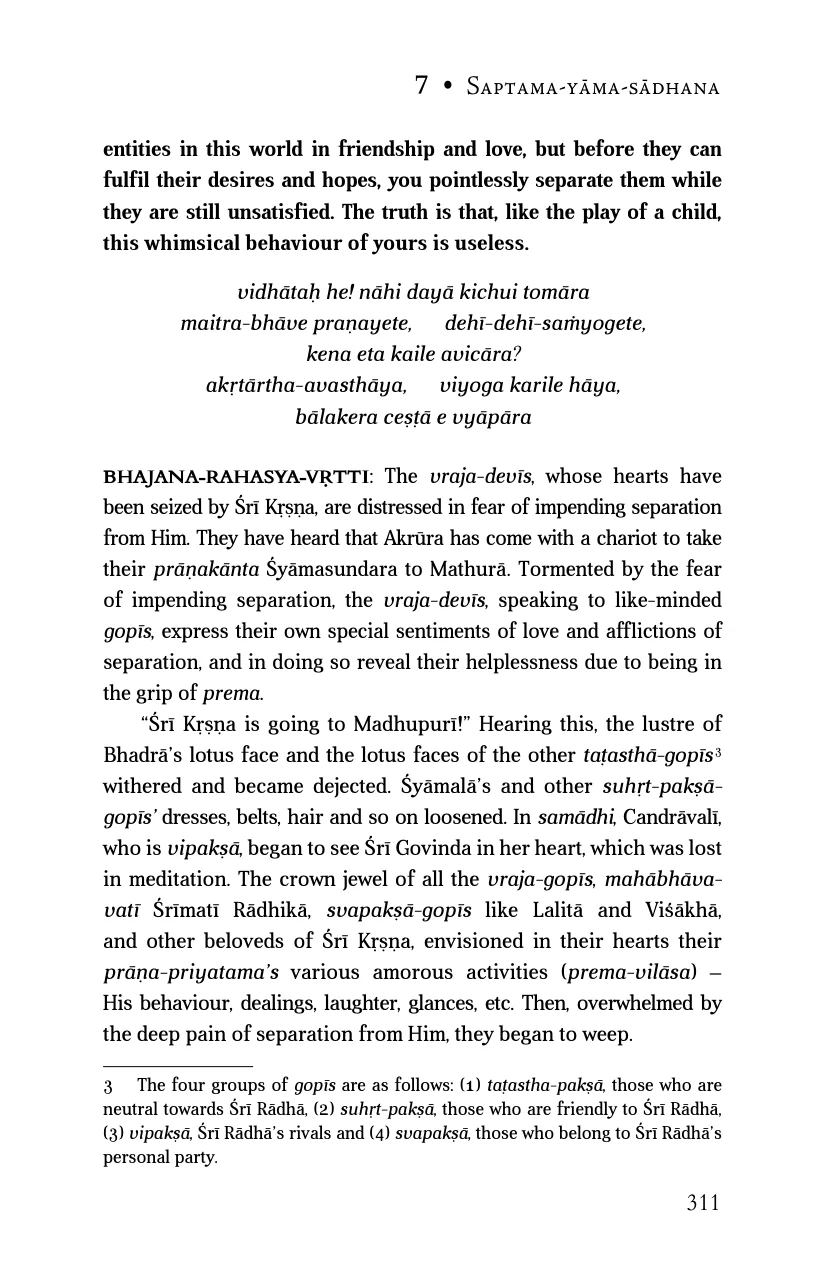 7 • Saptama-yāma-sādhana
entities in this world in friendship and love, but before they can
fulfil their desires and hopes, you pointlessly separate them while
they are still unsatisfied. The truth is that, like the play of a child,
this whimsical behaviour of yours is useless.
vidhātaḥ he! nāhi dayā kichui tomāra
maitra-bhāve praṇayete, dehī-dehī-saṁyogete,
kena eta kaile avicāra?
akṛtārtha-avasthāya, viyoga karile hāya,
bālakera ceṣṭā e vyāpāra
BHAJANA-RAHASYA-VṚTTI: The vraja-devīs, whose hearts have
been seized by Śrī Kṛṣṇa, are distressed in fear of impending separation
from Him. They have heard that Akrūra has come with a chariot to take
their prāṇakānta Śyāmasundara to Mathurā. Tormented by the fear
of impending separation, the vraja-devīs, speaking to like-minded
gopīs, express their own special sentiments of love and afflictions of
separation, and in doing so reveal their helplessness due to being in
the grip of prema.
“Śrī Kṛṣṇa is going to Madhupurī!” Hearing this, the lustre of
Bhadrā’s lotus face and the lotus faces of the other taṭasthā-gopīs³
withered and became dejected. Śyāmalā’s and other suhṛt-pakṣā-
gopīs’ dresses, belts, hair and so on loosened. In samādhi, Candrāvalī,
who is vipakṣā, began to see Śrī Govinda in her heart, which was lost
in meditation. The crown jewel of all the vraja-gopīs, mahābhāva-
vatī Śrīmatī Rādhikā, svapakṣā-gopīs like Lalitā and Viśākhā,
and other beloveds of Śrī Kṛṣṇa, envisioned in their hearts their
prāṇa-priyatama’s various amorous activities (prema-vilāsa) –
His behaviour, dealings, laughter, glances, etc. Then, overwhelmed by
the deep pain of separation from Him, they began to weep.
3 The four groups of gopīs are as follows: (1) taṭastha-pakṣā, those who are
neutral towards Śrī Rādhā, (2) suhṛt-pakṣā, those who are friendly to Śrī Rādhā,
(3) vipakṣā, Śrī Rādhā’s rivals and (4) svapakṣā, those who belong to Śrī Rādhā’s
personal party.
311